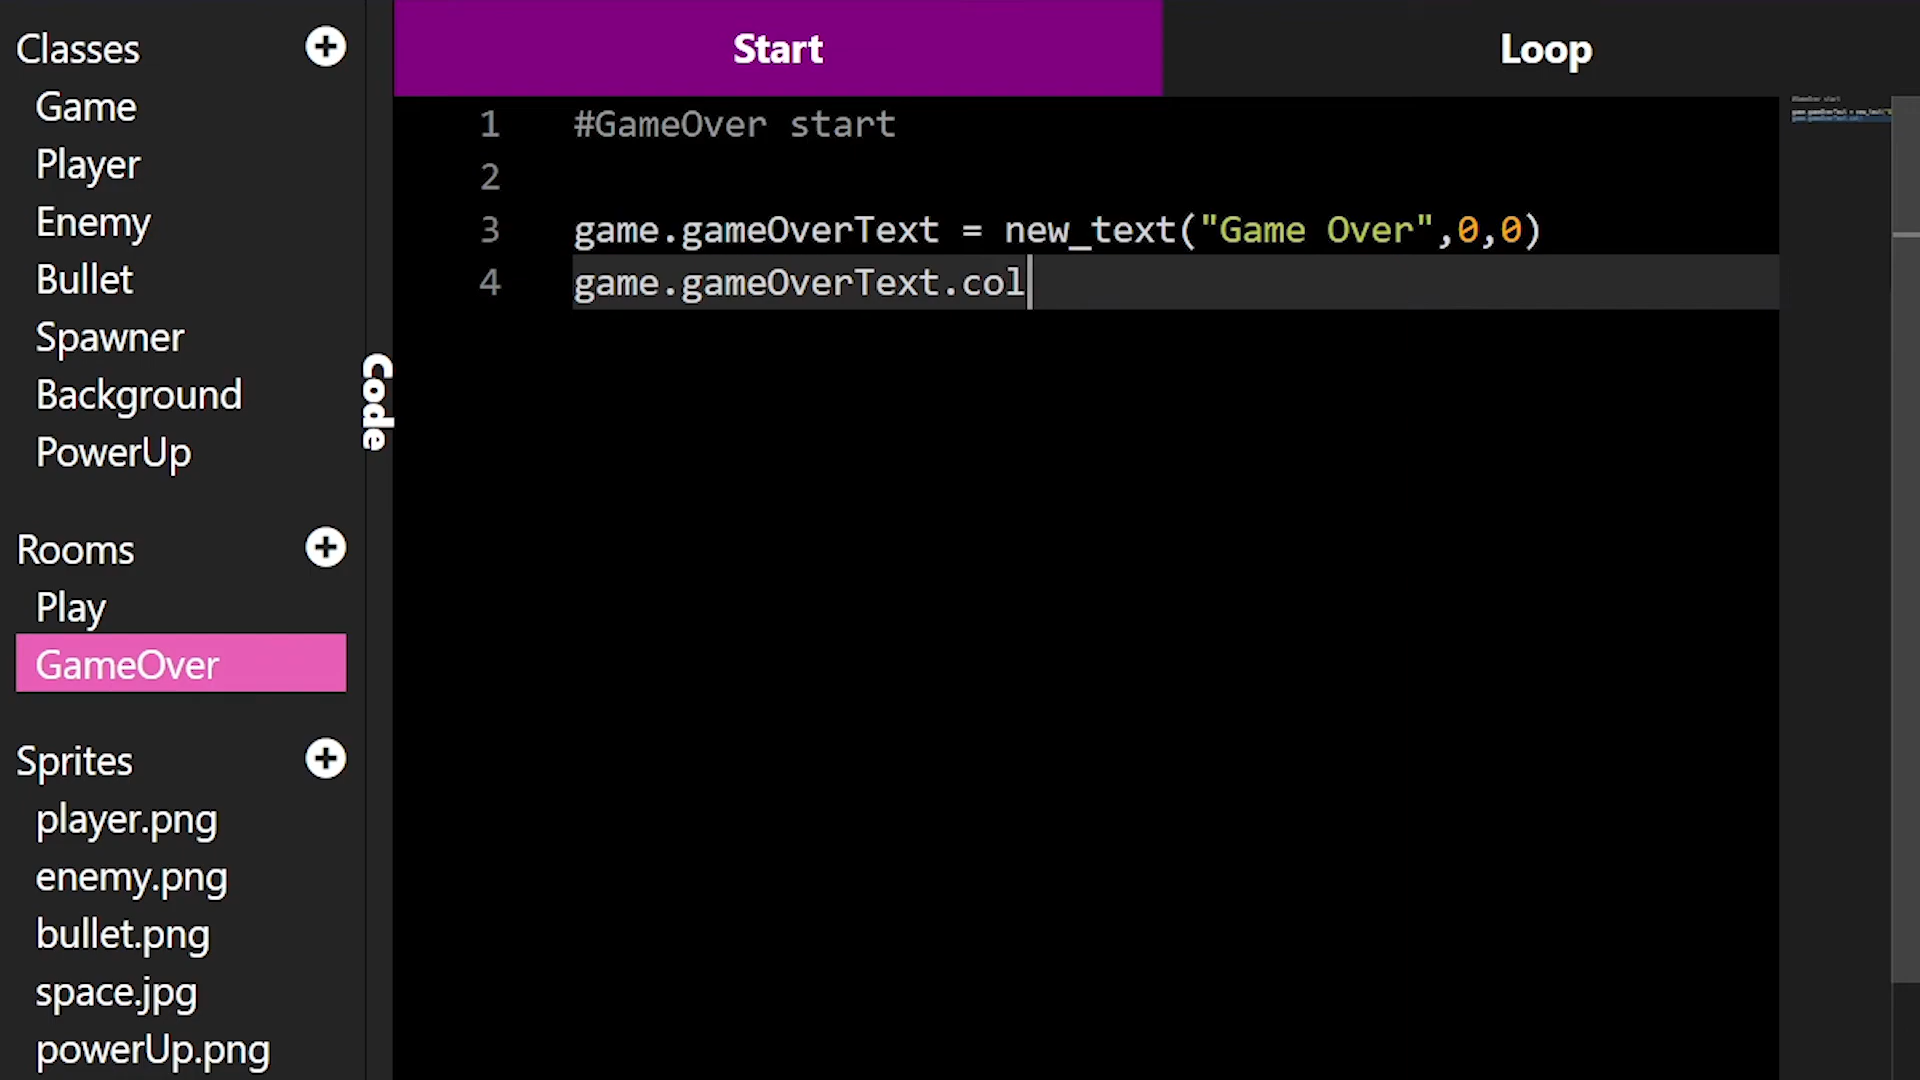 Classes
Game
Player
Enemy
Bullet
Spawner
Background
PowerUp
Rooms
Play
GameOver
Sprites
player.png
enemy.png
bullet.png
space.jpg
powerUp.png
Code
Start
Loop
1 #GameOver start
2
3 game.gameOverText = new_text("Game Over",0,0)
4 game.gameOverText.col